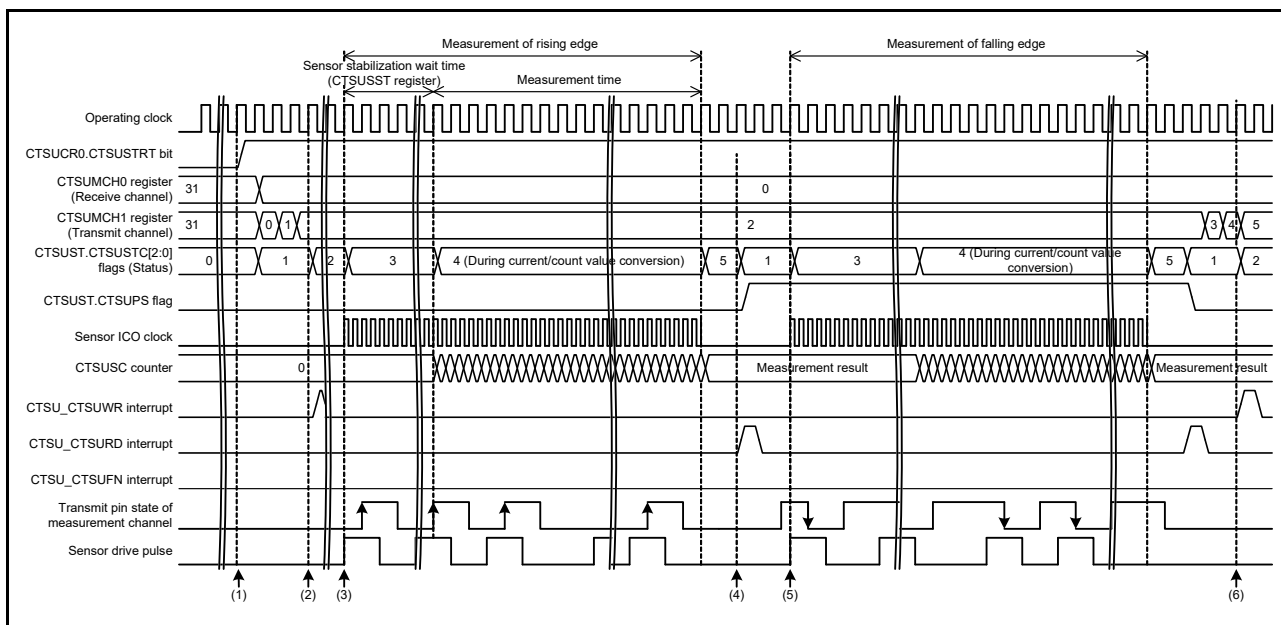 Measurement of rising edge
Measurement of falling edge
Sensor stabilization wait time
(CTSUSST register)
Measurement time
Operating clock
CTSUCR0.CTSUSTRT bit
CTSUMCH0 register
(Receive channel)
31
0
CTSUMCH1 register
(Transmit channel)
31
0
1
2
3
4
5
CTSUST.CTSUSTC[2:0]
flags (Status)
0
1
2
3
4 (During current/count value conversion)
5
1
3
4 (During current/count value
conversion)
5
1
2
CTSUST.CTSUPS flag
Sensor ICO clock
CTSUSC counter
0
Measurement result
Measurement result
CTSU_CTSUWR interrupt
CTSU_CTSURD interrupt
CTSU_CTSUFN interrupt
Transmit pin state of
measurement channel
Sensor drive pulse
(1)
(2)
(3)
(4)
(5)
(6)